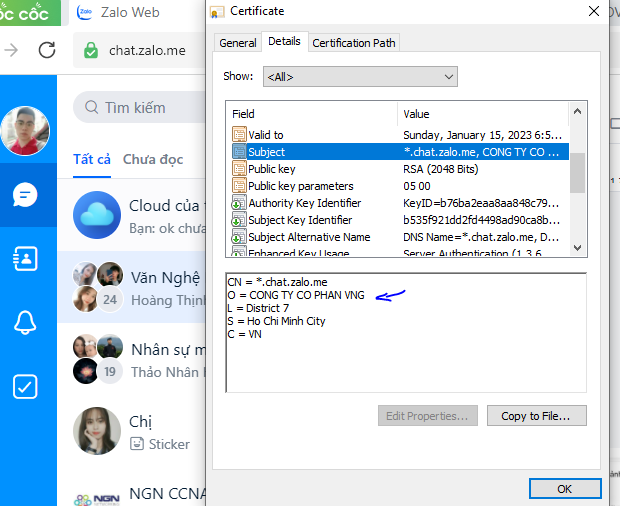 ốc cốc
Zalo Web
chat.zalo.me
Tìm kiếm
Tất cả
Chưa đọc
Cloud của
Bạn: ok chưa
Văn Nghệ
24
Hoàng Thịnh
Nhân sự m
19
Thảo Nhân
Chị
Sticker
NGN
NGN CCNA
Certificate
General
Details
Certification Path
Show:
<All>
Field
Value
Valid to
Sunday, January 15, 2023 6:5...
Subject
*.chat.zalo.me, CONG TY CO ...
Public key
RSA (2048 Bits)
Public key parameters
05 00
Authority Key Identifier
KeyID=b76ba2eaa8aa848c79...
Subject Key Identifier
b535f921dd2fd4498ad90ca8b...
Subject Alternative Name
DNS Name=*.chat.zalo.me, D...
Enhanced Key Usage
Server Authentication (1.3.6
CN = *.chat.zalo.me
O = CONG TY CO PHAN VNG
L = District 7
S = Ho Chi Minh City
C = VN
Edit Properties...
Copy to File...
OK